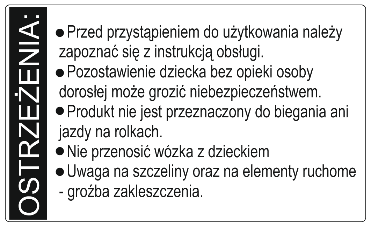 OSTRZEŻENIA:
● Przed przystąpieniem do użytkowania należy
zapoznać się z instrukcją obsługi.
● Pozostawienie dziecka bez opieki osoby
dorosłej może grozić niebezpieczeństwem.
● Produkt nie jest przeznaczony do biegania ani
jazdy na rolkach.
● Nie przenosić wózka z dzieckiem
● Uwaga na szczeliny oraz na elementy ruchome
- groźba zakleszczenia.